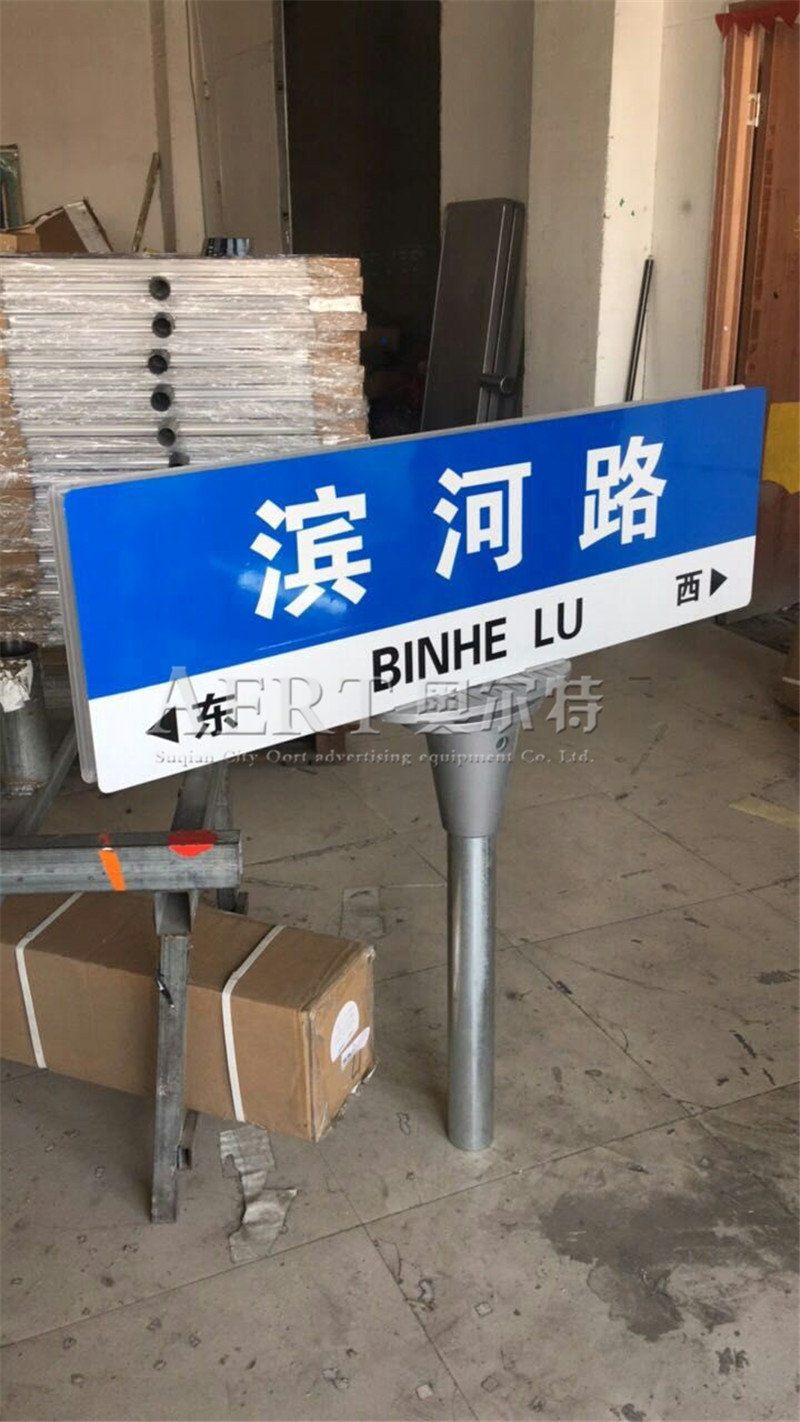 滨河路
BINHE LU
西▶
◀东
AERT奥尔特
Suqian City Oort advertising equipment Co. Ltd.